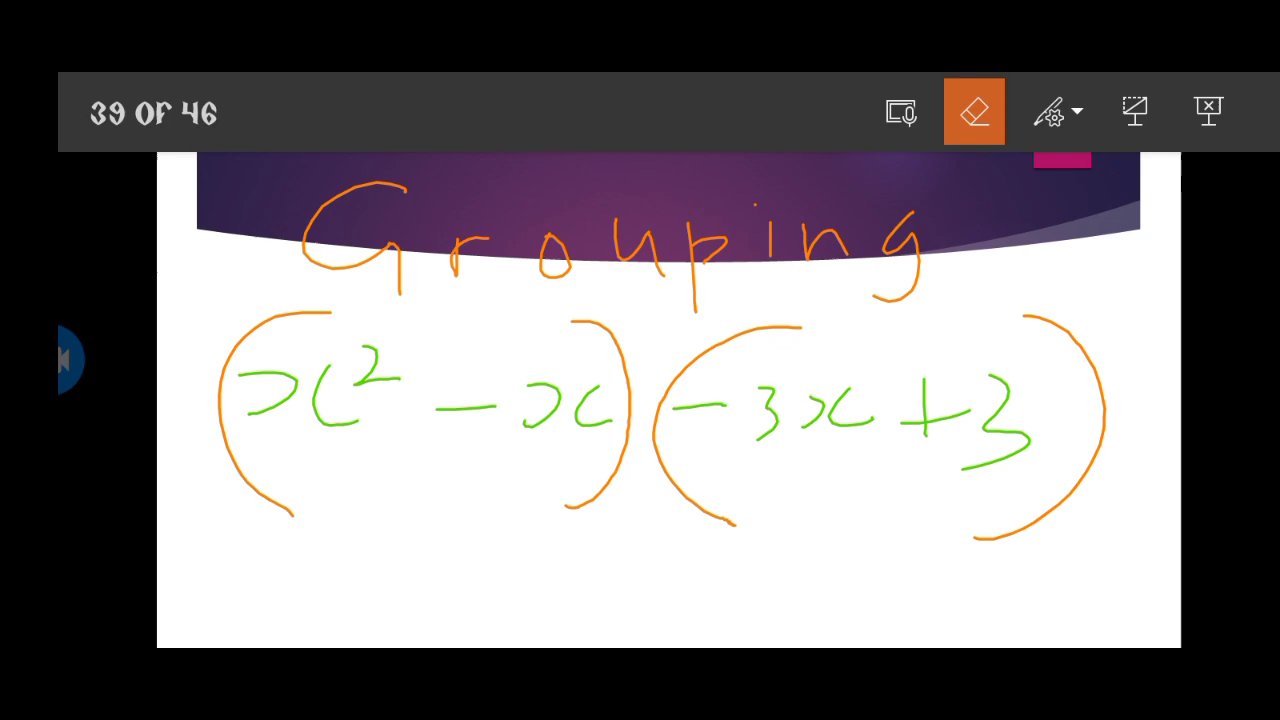 39 OF 46
Grouping
(x² - x)(-3x+3)